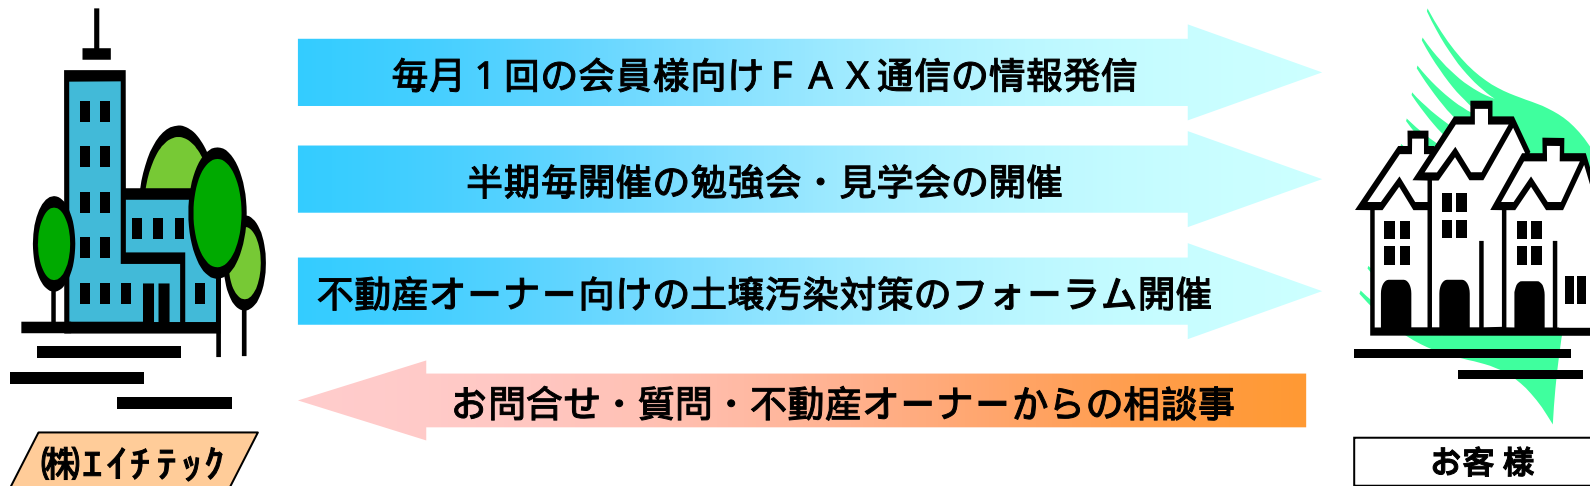 毎月１回の会員様向けＦＡＸ通信の情報発信
半期毎開催の勉強会・見学会の開催
不動産オーナー向けの土壌汚染対策のフォーラム開催
お問合せ・質問・不動産オーナーからの相談事
㈱エイチテック
お客様